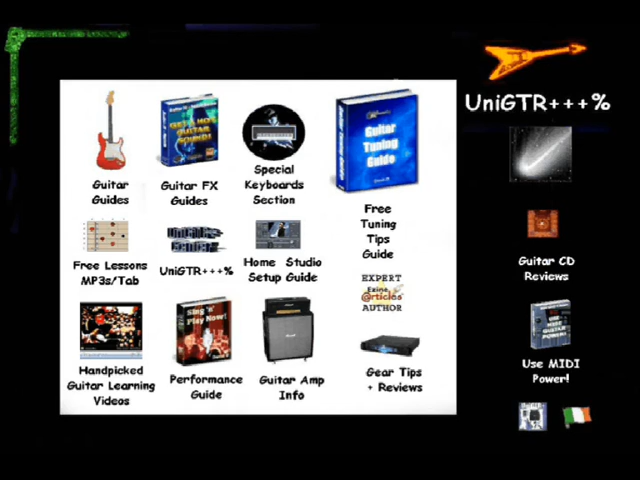 UniGTR+++%
Guitar
Guides
Guitar FX
Guides
Special
Keyboards
Section
Guitar
Tuning
Guide
Free
Tuning
Tips
Guide
Free Lessons
MP3s/Tab
UniGTR+++%
Home Studio
Setup Guide
EXPERT
Ezine
@rticles
AUTHOR
Guitar CD
Reviews
Handpicked
Guitar Learning
Videos
Sing 'n'
Play Now!
Performance
Guide
Guitar Amp
Info
Gear Tips
+ Reviews
Use MIDI
Power!